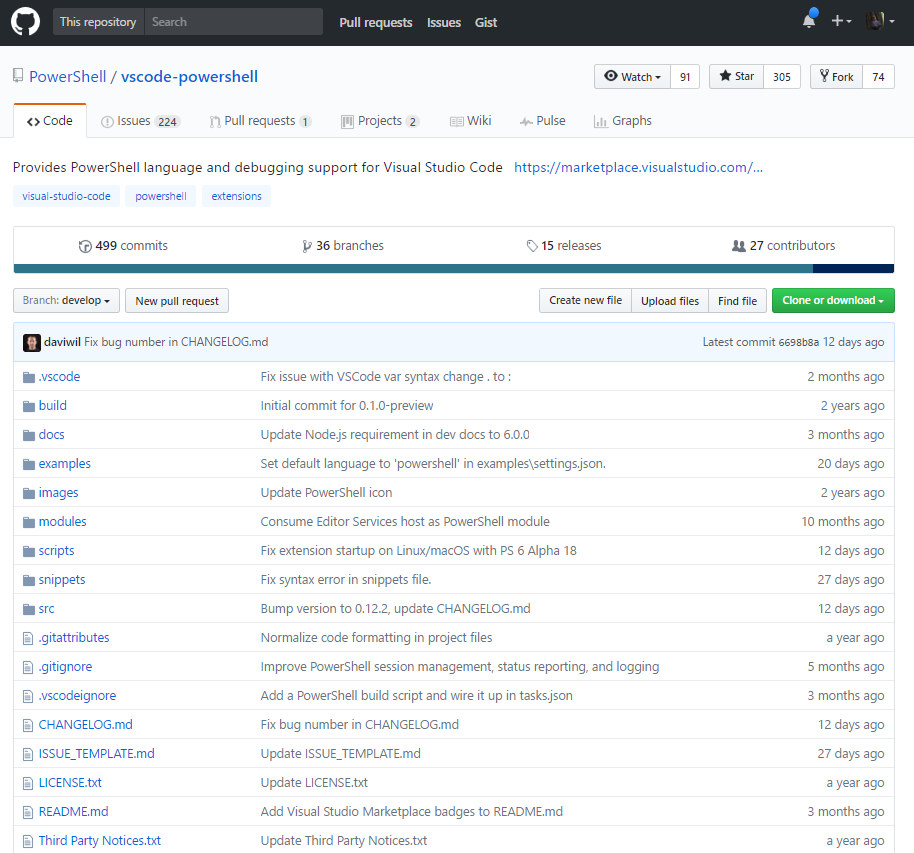 This repository Search Pull requests Issues Gist
PowerShell / vscode-powershell Watch 91 Star 305 Fork 74
Code Issues 224 Pull requests 1 Projects 2 Wiki Pulse Graphs
Provides PowerShell language and debugging support for Visual Studio Code https://marketplace.visualstudio.com/...
visual-studio-code powershell extensions
499 commits 36 branches 15 releases 27 contributors
Branch: develop New pull request Create new file Upload files Find file Clone or download
daviwil Fix bug number in CHANGELOG.md Latest commit 6698b8a 12 days ago
.vscode Fix issue with VSCode var syntax change . to : 2 months ago
build Initial commit for 0.1.0-preview 2 years ago
docs Update Node.js requirement in dev docs to 6.0.0 3 months ago
examples Set default language to 'powershell' in examples\settings.json. 20 days ago
images Update PowerShell icon 2 years ago
modules Consume Editor Services host as PowerShell module 10 months ago
scripts Fix extension startup on Linux/macOS with PS 6 Alpha 18 12 days ago
snippets Fix syntax error in snippets file. 27 days ago
src Bump version to 0.12.2, update CHANGELOG.md 12 days ago
.gitattributes Normalize code formatting in project files a year ago
.gitignore Improve PowerShell session management, status reporting, and logging 5 months ago
.vscodeignore Add a PowerShell build script and wire it up in tasks.json 3 months ago
CHANGELOG.md Fix bug number in CHANGELOG.md 12 days ago
ISSUE_TEMPLATE.md Update ISSUE_TEMPLATE.md 27 days ago
LICENSE.txt Update LICENSE.txt a year ago
README.md Add Visual Studio Marketplace badges to README.md 3 months ago
Third Party Notices.txt Update Third Party Notices.txt a year ago